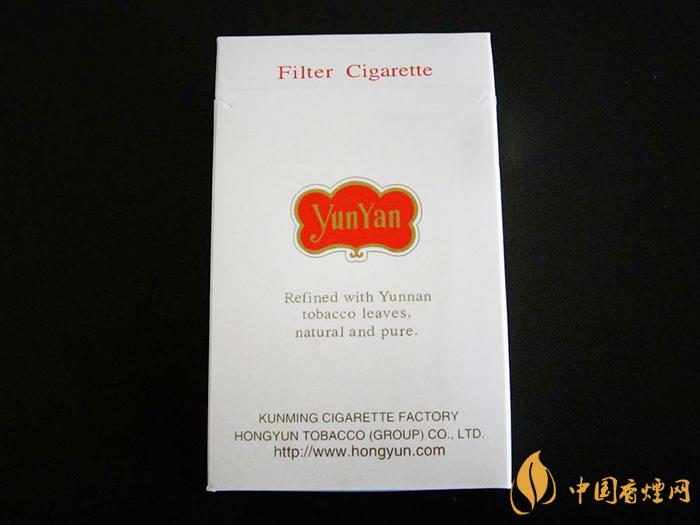 Filter Cigarette
YunYan
Refined with Yunnan
tobacco leaves,
natural and pure.
KUNMING CIGARETTE FACTORY
HONGYUN TOBACCO (GROUP) CO., LTD.
http://www.hongyun.com
中国香烟网